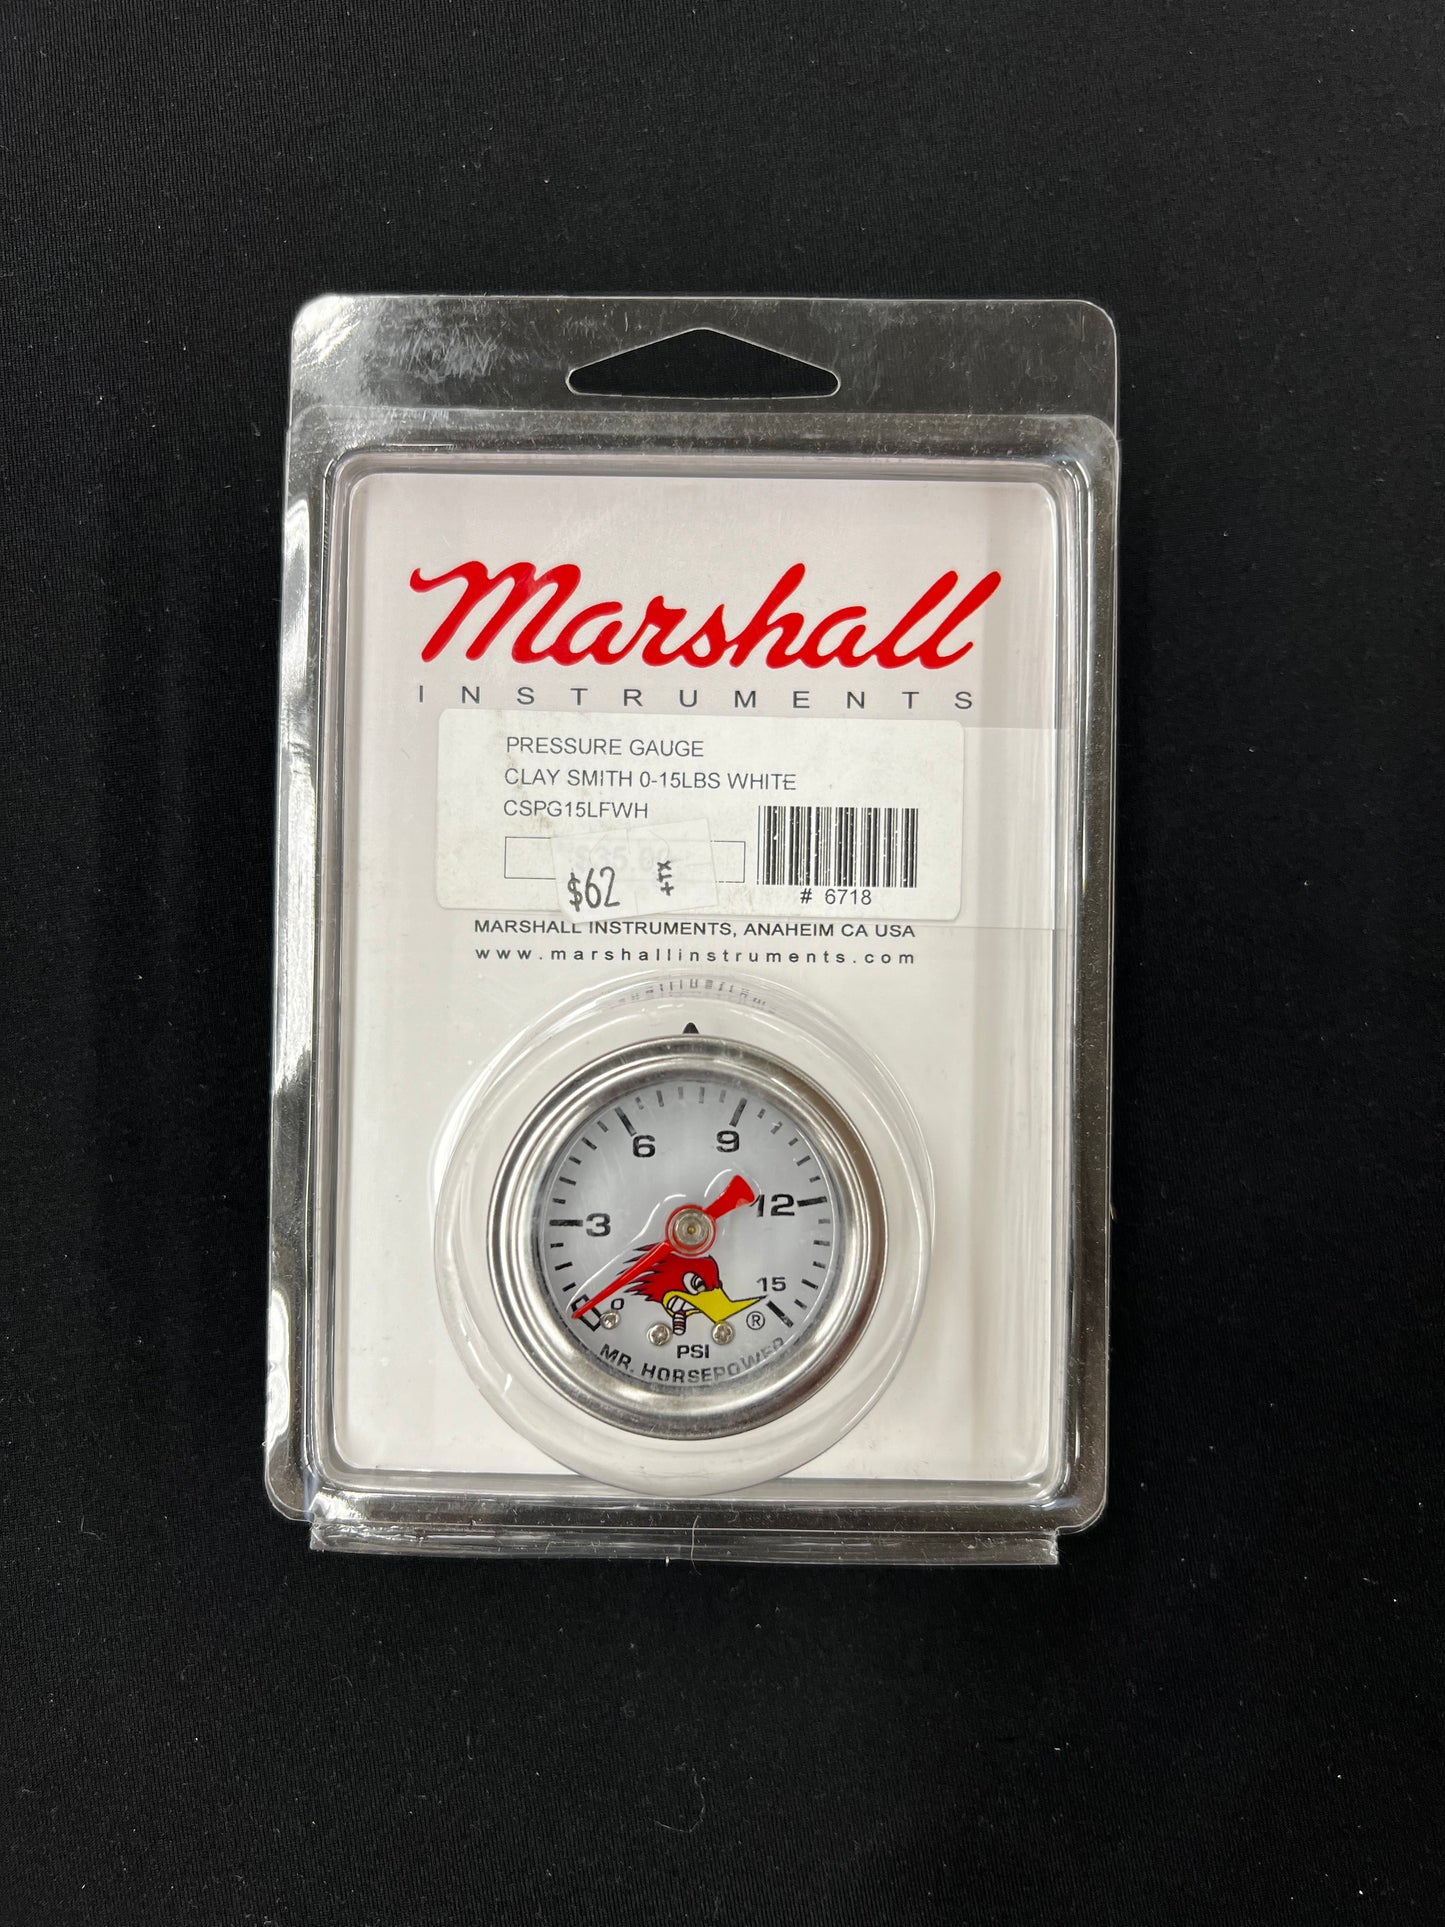 Marshall
INSTRUMENTS
PRESSURE GAUGE
CLAY SMITH 0-15LBS WHITE
CSPG15LFWH
$62
+tx
# 6718
MARSHALL INSTRUMENTS, ANAHEIM CA USA
www.marshallinstruments.com
6 9
3 12
0 15
®
PSI
MR. HORSEPOWER